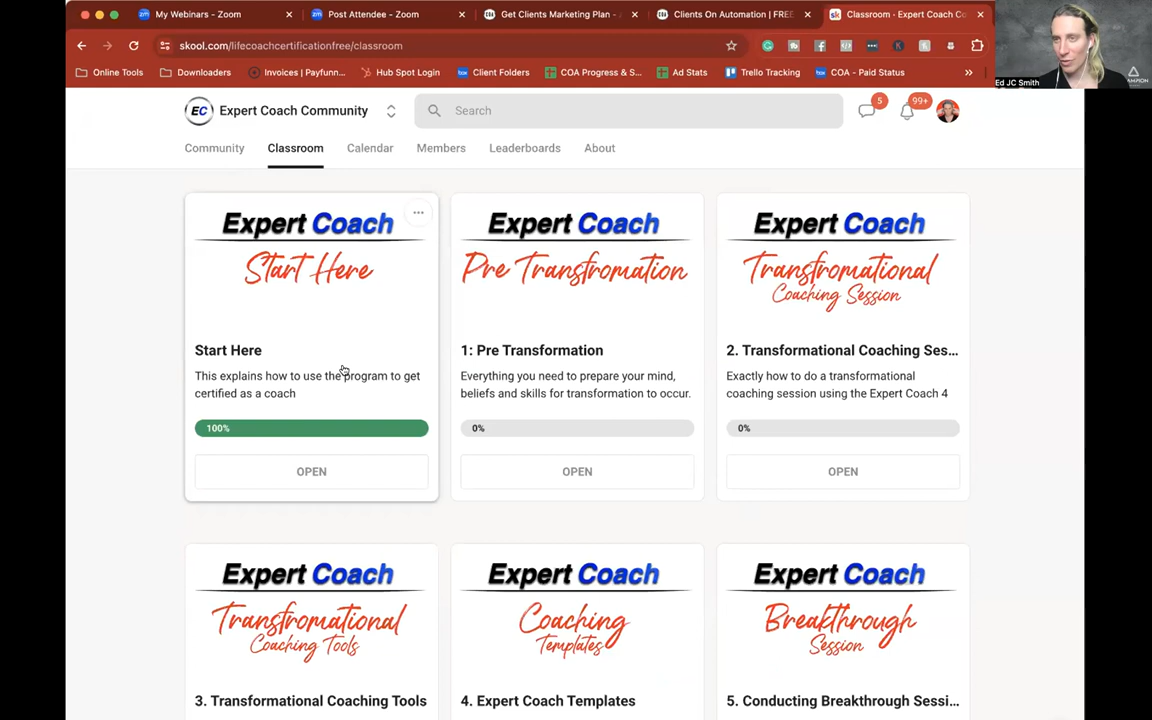 My Webinars - Zoom
Post Attendee - Zoom
Get Clients Marketing Plan -
Clients On Automation | FREE
Classroom · Expert Coach Co
skool.com/lifecoachcertificationfree/classroom
Online Tools
Downloaders
Invoices | Payfunn...
Hub Spot Login
Client Folders
COA Progress & S...
Ad Stats
Trello Tracking
COA - Paid Status
»
Ed JC Smith
EC
Expert Coach Community
Search
5
99+
Community
Classroom
Calendar
Members
Leaderboards
About
Expert Coach
Start Here
Start Here
This explains how to use the program to get
certified as a coach
100%
OPEN
Expert Coach
Pre Transfromation
1: Pre Transformation
Everything you need to prepare your mind,
beliefs and skills for transformation to occur.
0%
OPEN
Expert Coach
Transfromational
Coaching Session
2. Transformational Coaching Ses...
Exactly how to do a transformational
coaching session using the Expert Coach 4
0%
OPEN
Expert Coach
Transfromational
Coaching Tools
3. Transformational Coaching Tools
Expert Coach
Coaching
Templates
4. Expert Coach Templates
Expert Coach
Breakthrough
Session
5. Conducting Breakthrough Sessi...